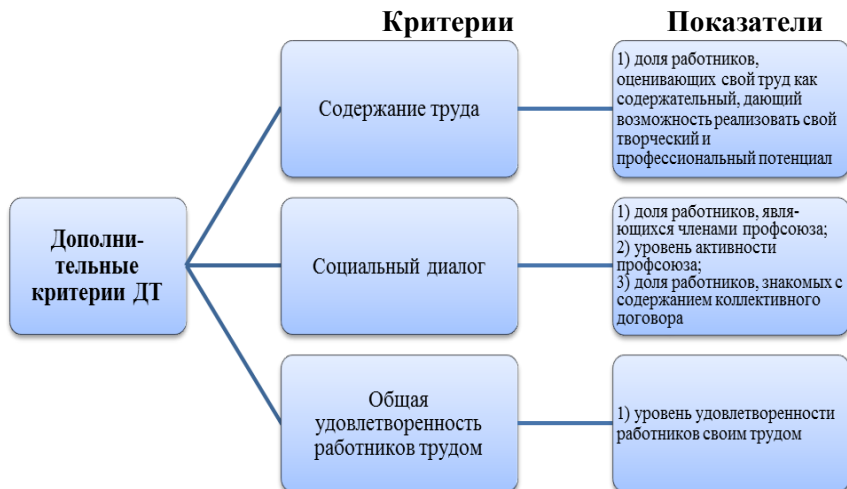 Критерии
Показатели
Дополни-
тельные
критерии ДТ
Содержание труда
1) доля работников,
оценивающих свой труд как
содержательный, дающий
возможность реализовать свой
творческий и
профессиональный потенциал
Социальный диалог
1) доля работников, явля-
ющихся членами профсоюза;
2) уровень активности
профсоюза;
3) доля работников, знакомых с
содержанием коллективного
договора
Общая
удовлетворенность
работников трудом
1) уровень удовлетворенности
работников своим трудом